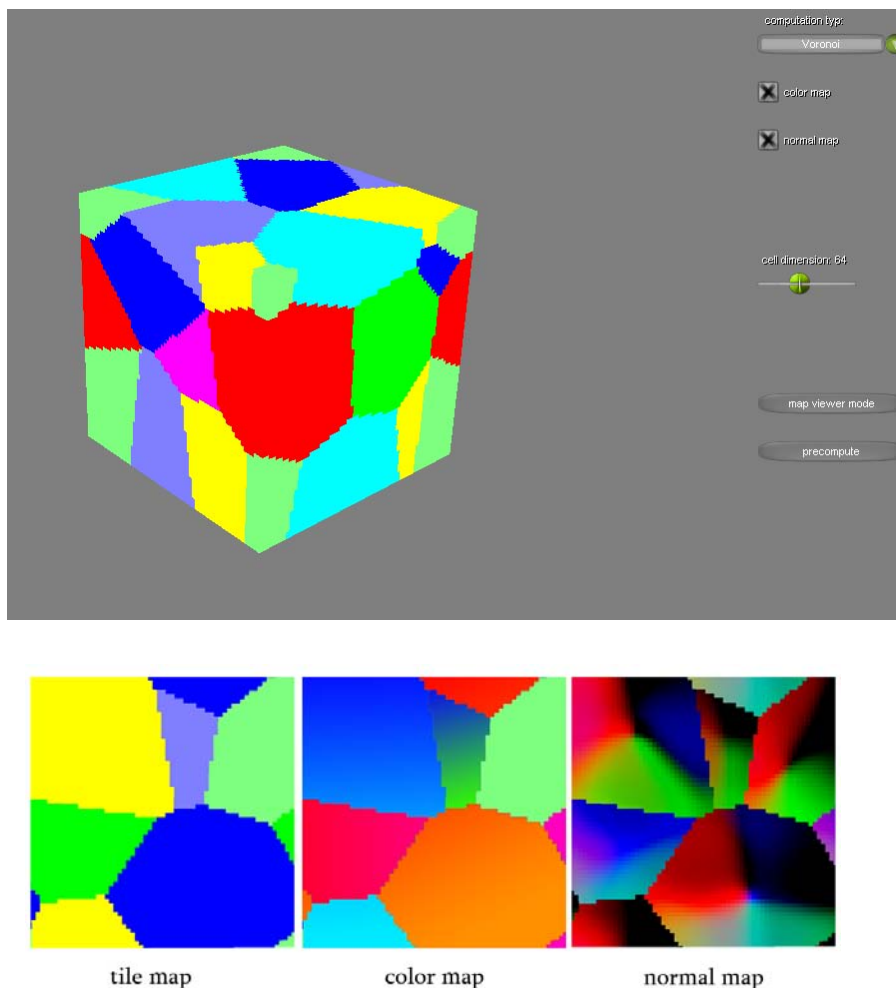 computation typ:
Voronoi
color map
normal map
cell dimension: 64
map viewer mode
precompute
tile map
color map
normal map